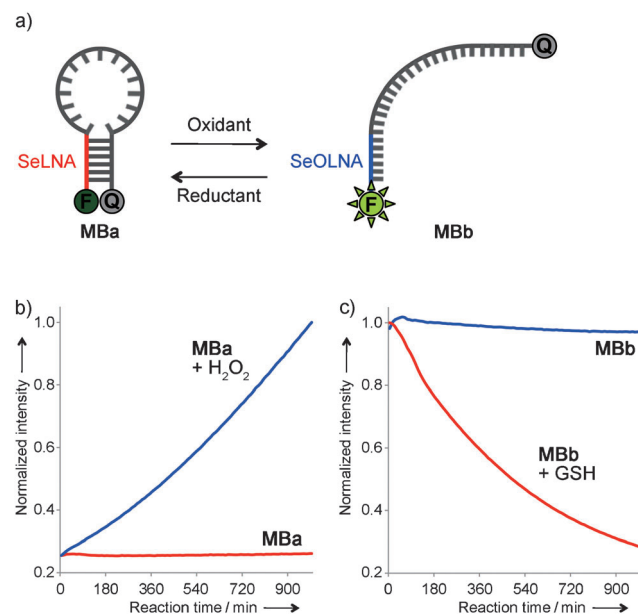 a)
Q
SeLNA
Oxidant
SeOLNA
Reductant
F Q
F
MBa
MBb
b)
Normalized intensity
1.0
0.8
0.6
0.4
0.2
MBa
+ H₂O₂
MBa
0 180 360 540 720 900
Reaction time / min
c)
Normalized intensity
1.0
0.8
0.6
0.4
0.2
MBb
MBb
+ GSH
0 180 360 540 720 900
Reaction time / min